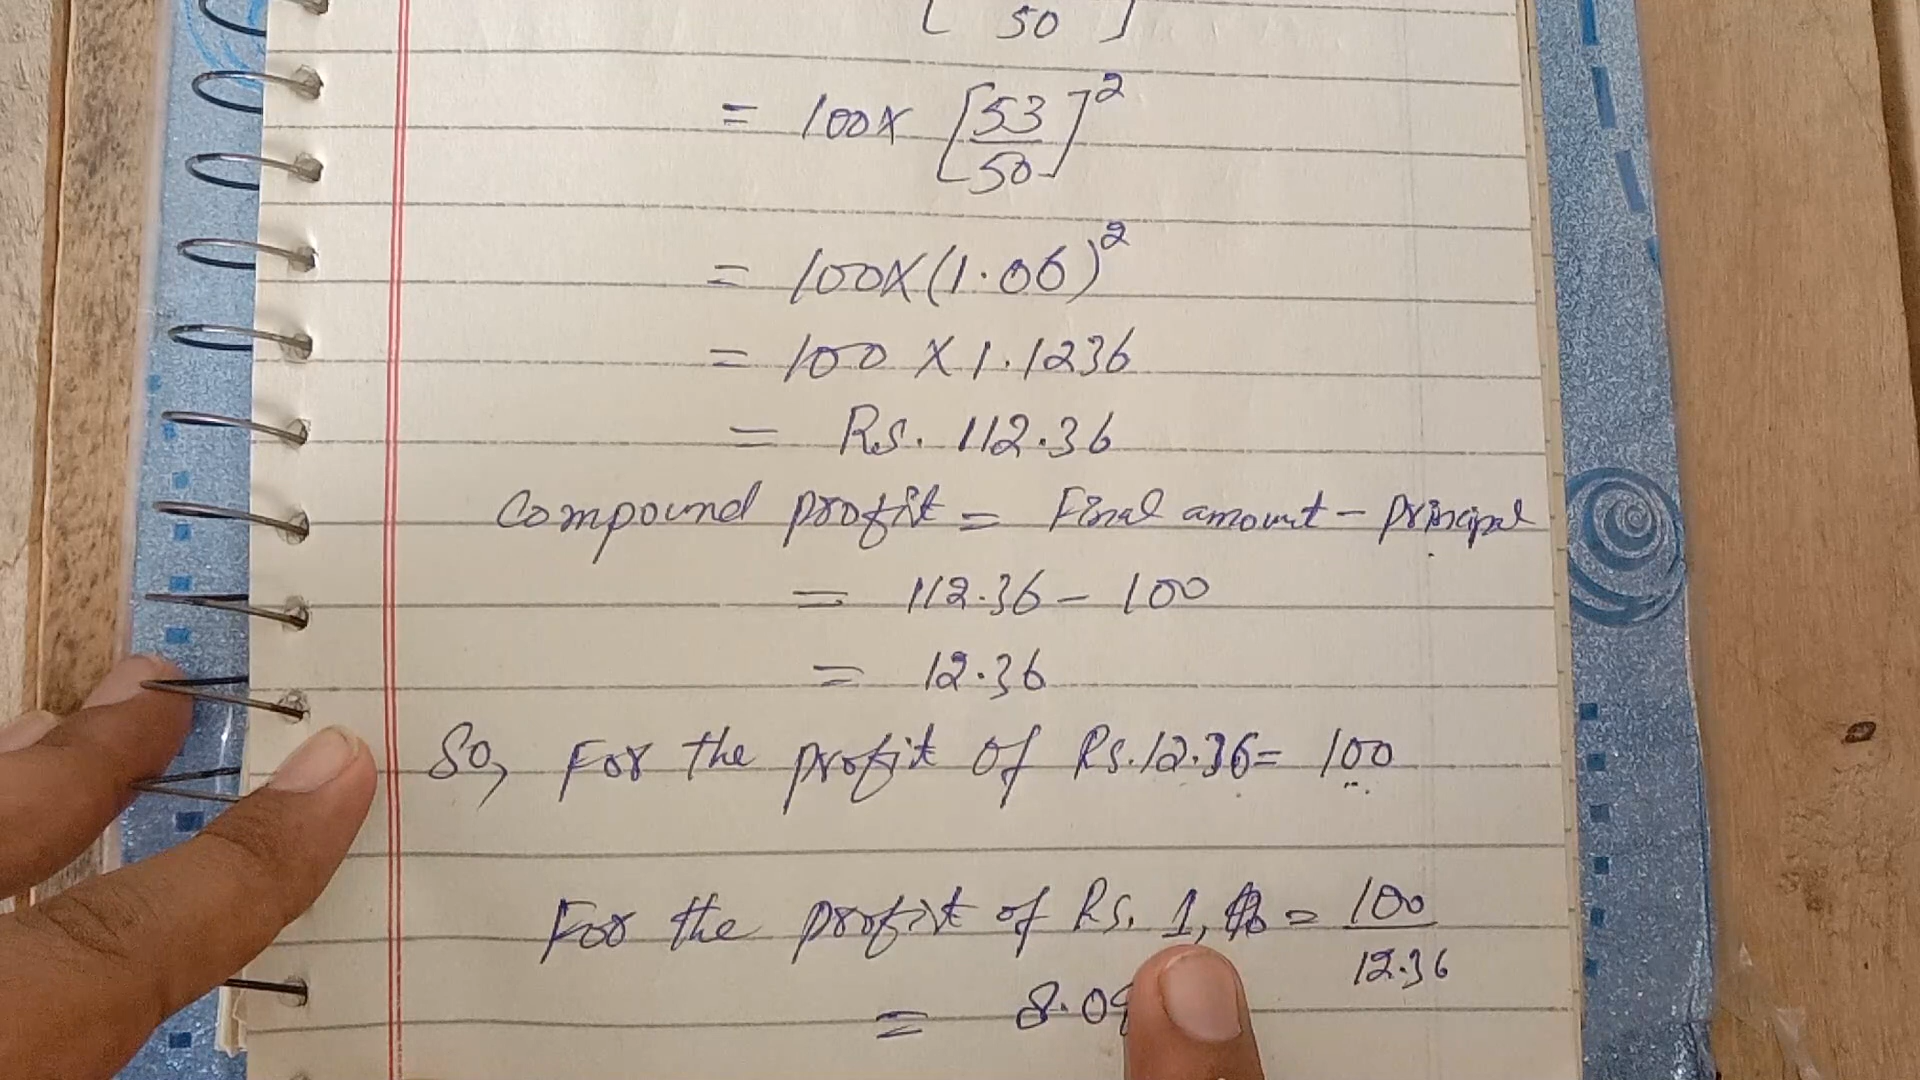 [ 50 ]
= 100× [53/50]²
= 100×(1.06)²
= 100 × 1.1236
= Rs. 112.36
Compound profit = Final amount - principal
= 112.36 - 100
= 12.36
So, For the profit of Rs.12.36 = 100
For the profit of Rs. 1, = 100/12.36
= 8.09